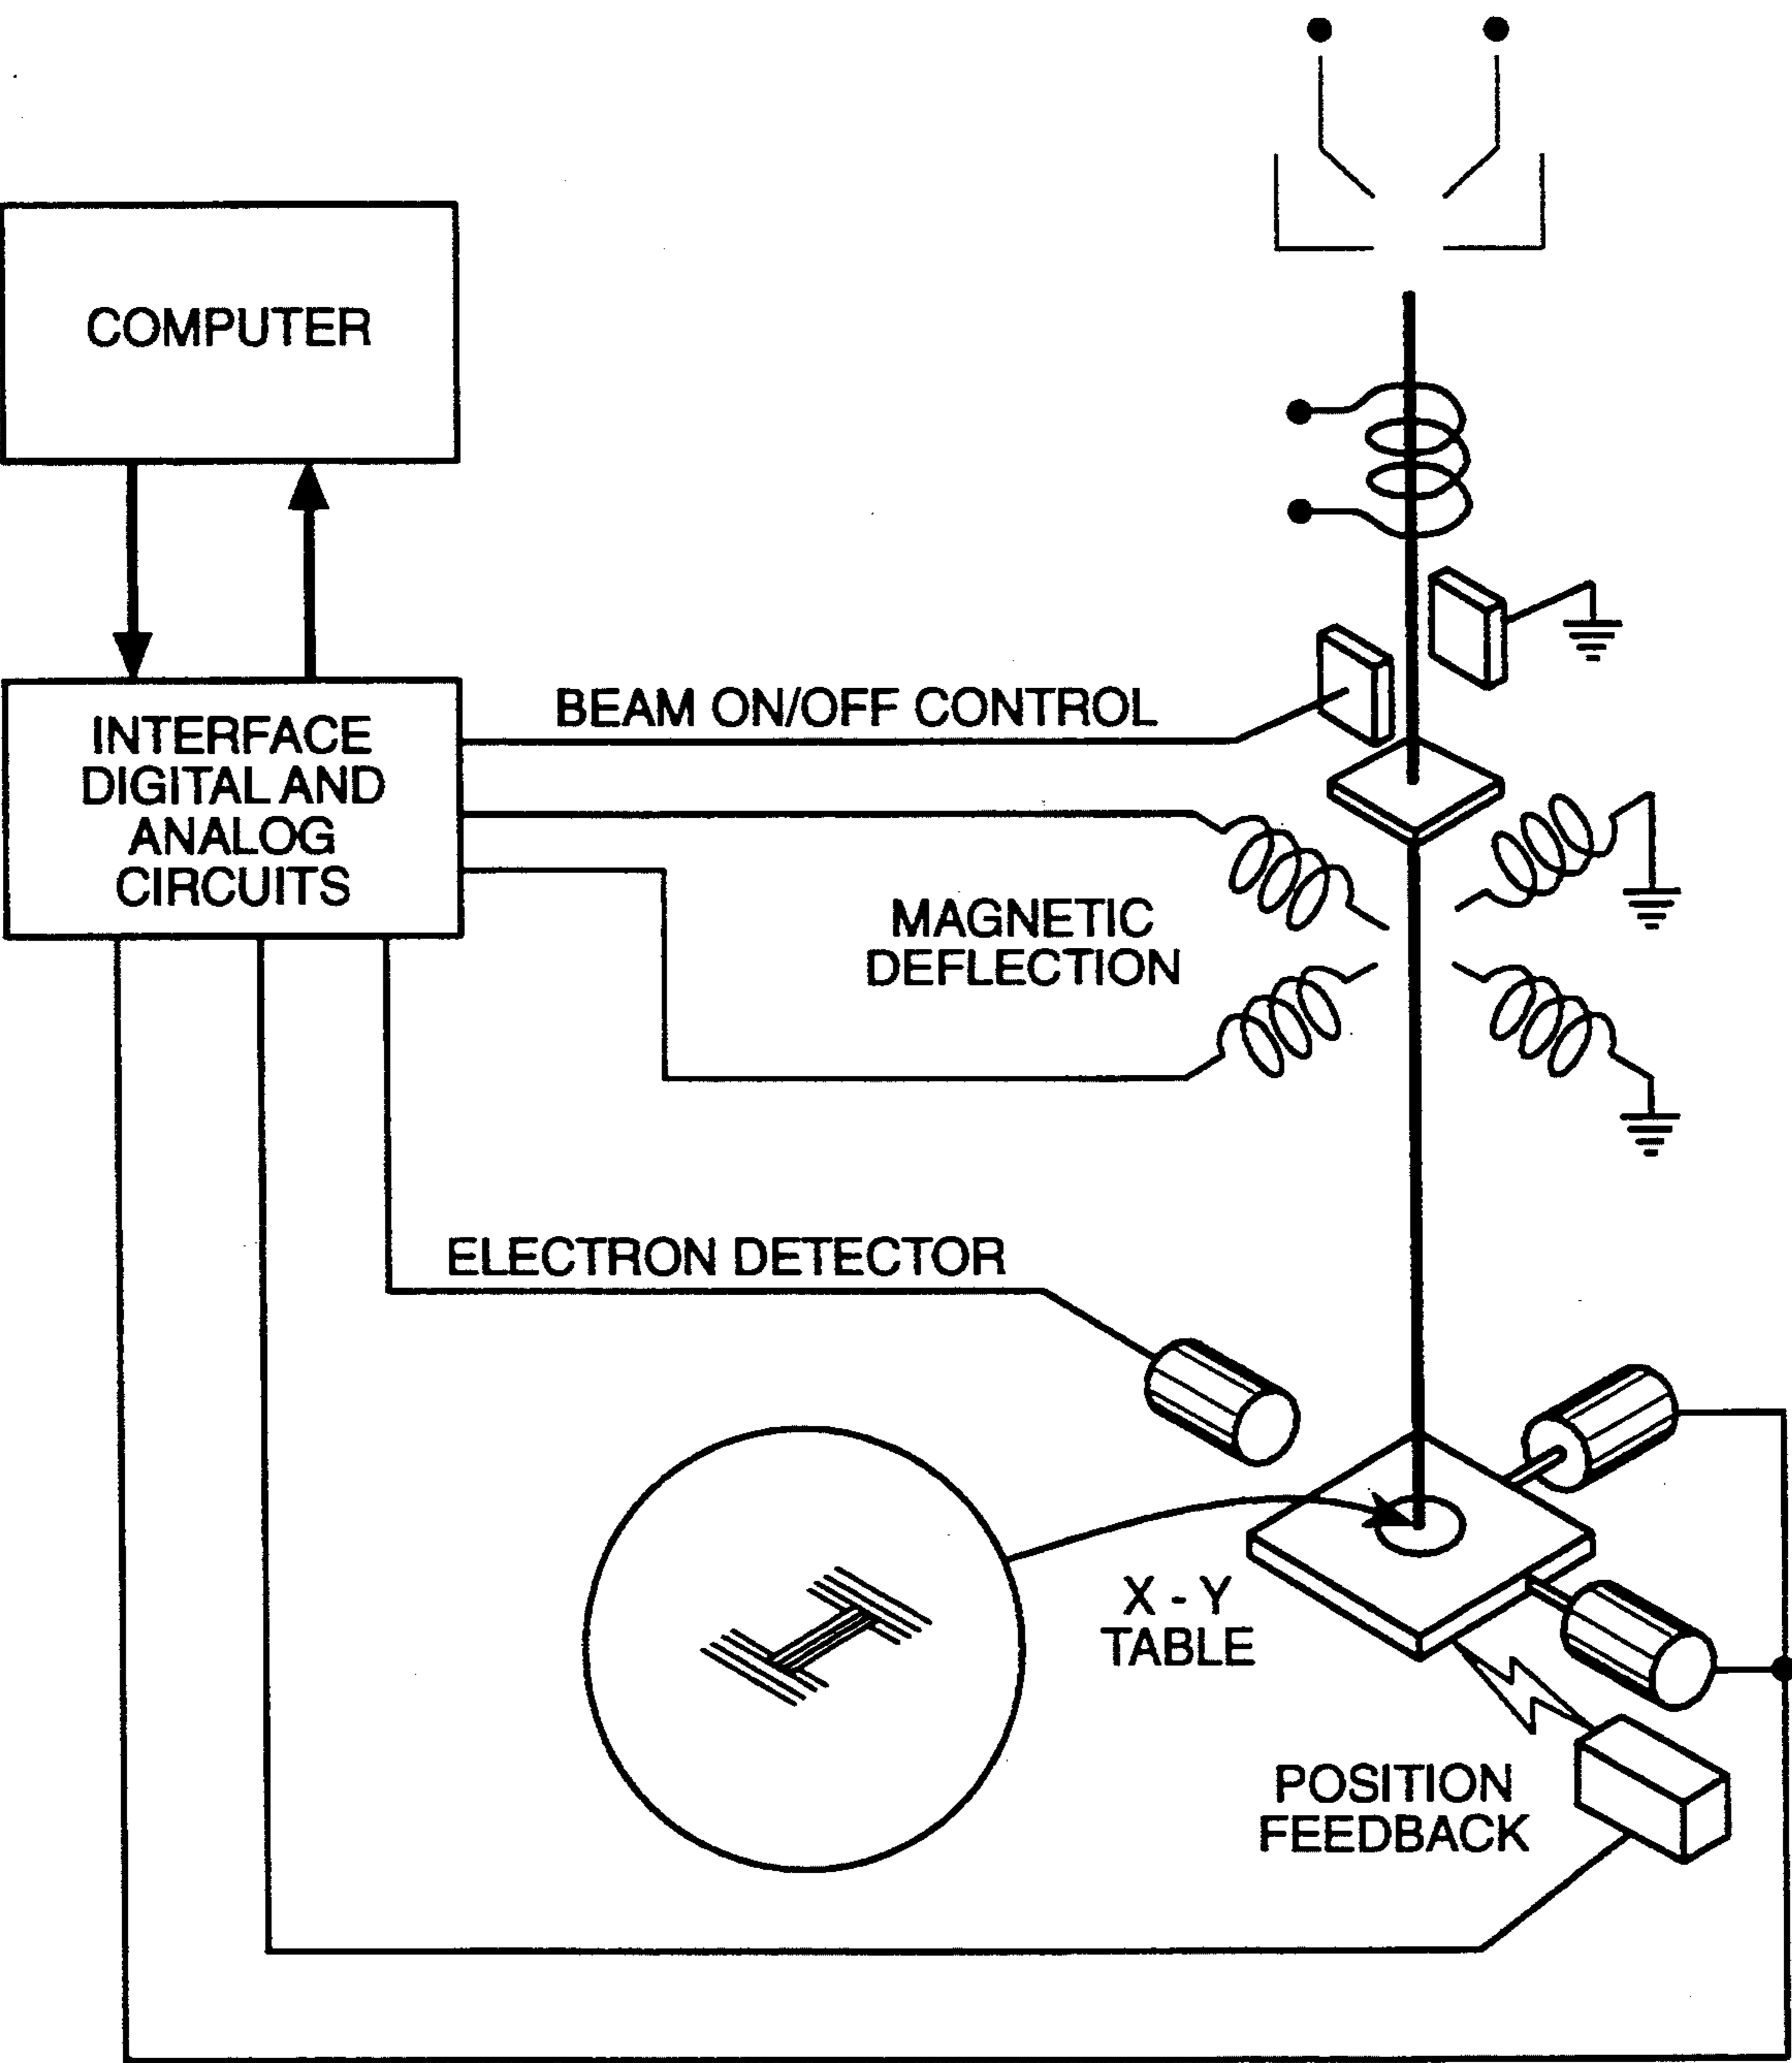 COMPUTER
INTERFACE
DIGITAL AND
ANALOG
CIRCUITS
BEAM ON/OFF CONTROL
MAGNETIC
DEFLECTION
ELECTRON DETECTOR
X - Y
TABLE
POSITION
FEEDBACK